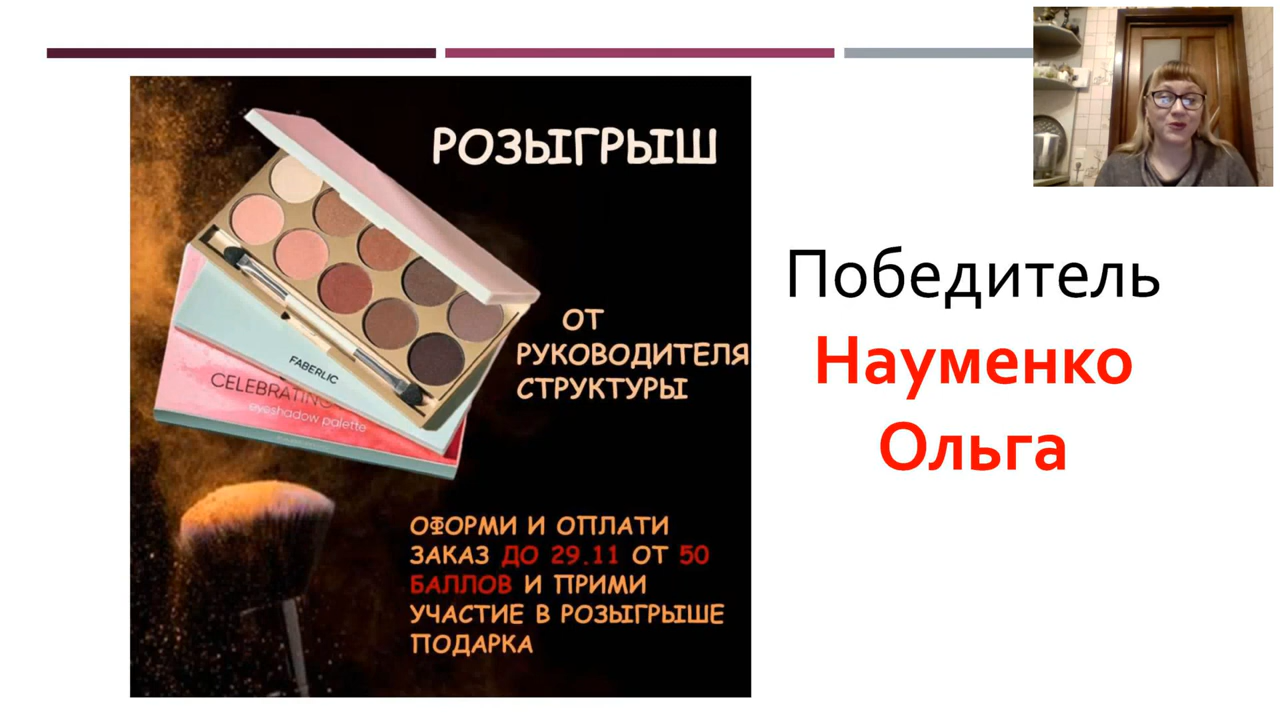 РОЗЫГРЫШ
ОТ
РУКОВОДИТЕЛЯ
СТРУКТУРЫ
FABERLIC
CELEBRATING
eyeshadow palette
ОФОРМИ И ОПЛАТИ
ЗАКАЗ ДО 29.11 ОТ 50
БАЛЛОВ И ПРИМИ
УЧАСТИЕ В РОЗЫГРЫШЕ
ПОДАРКА
Победитель
Науменко
Ольга